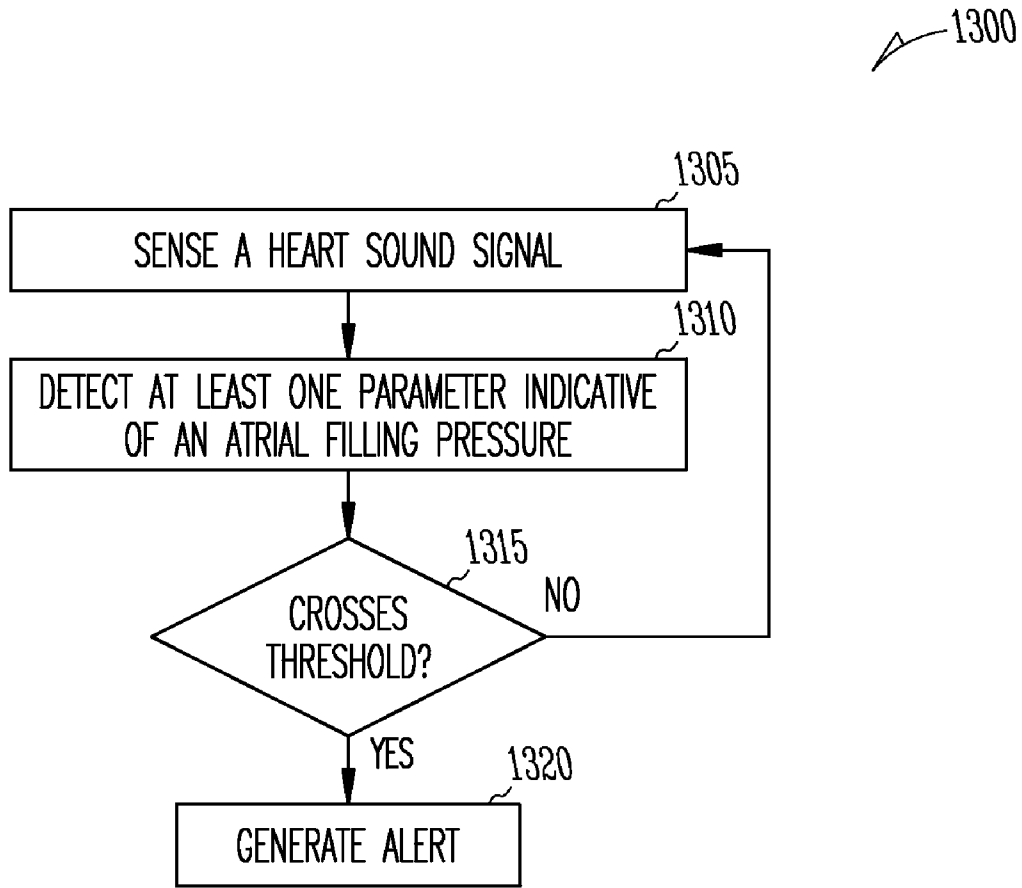 1300
1305
SENSE A HEART SOUND SIGNAL
1310
DETECT AT LEAST ONE PARAMETER INDICATIVE
OF AN ATRIAL FILLING PRESSURE
1315
NO
CROSSES
THRESHOLD?
YES
1320
GENERATE ALERT